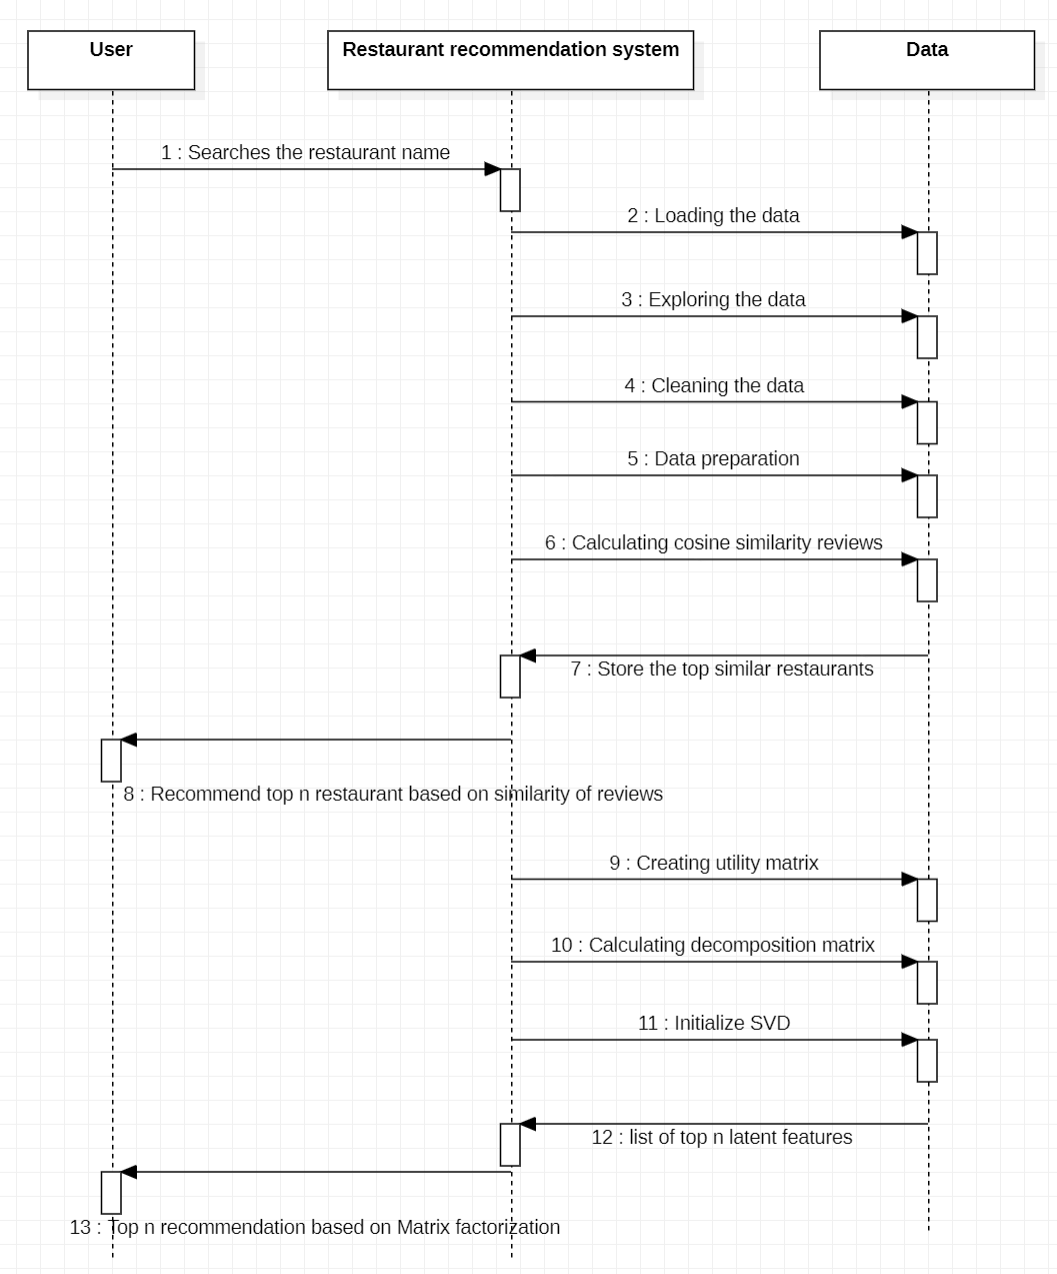 User
Restaurant recommendation system
Data
1 : Searches the restaurant name
2 : Loading the data
3 : Exploring the data
4 : Cleaning the data
5 : Data preparation
6 : Calculating cosine similarity reviews
7 : Store the top similar restaurants
8 : Recommend top n restaurant based on similarity of reviews
9 : Creating utility matrix
10 : Calculating decomposition matrix
11 : Initialize SVD
12 : list of top n latent features
13 : Top n recommendation based on Matrix factorization